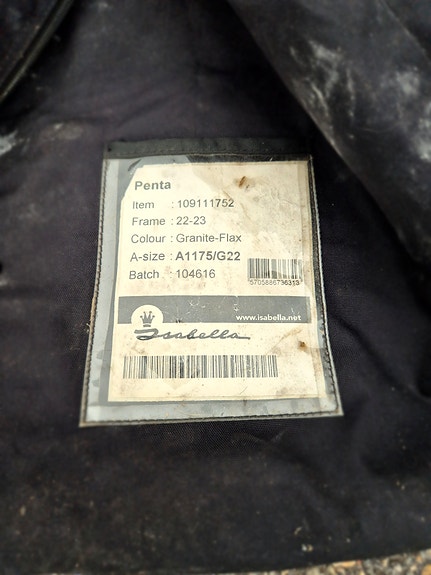 Penta
Item : 109111752
Frame : 22-23
Colour : Granite-Flax
A-size : A1175/G22
Batch : 104616
5705886736313
www.isabella.net
Isabella